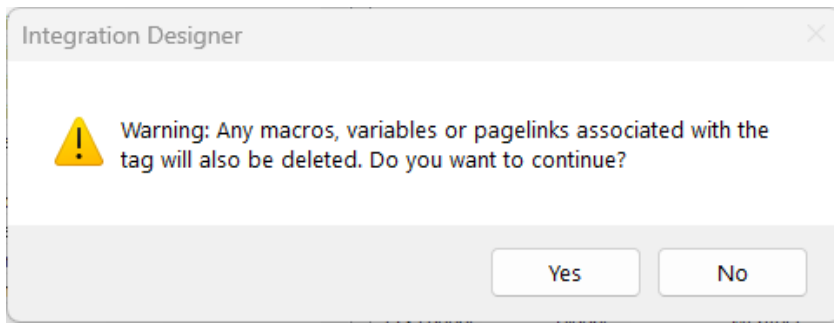 Integration Designer
Warning: Any macros, variables or pagelinks associated with the
tag will also be deleted. Do you want to continue?
Yes No